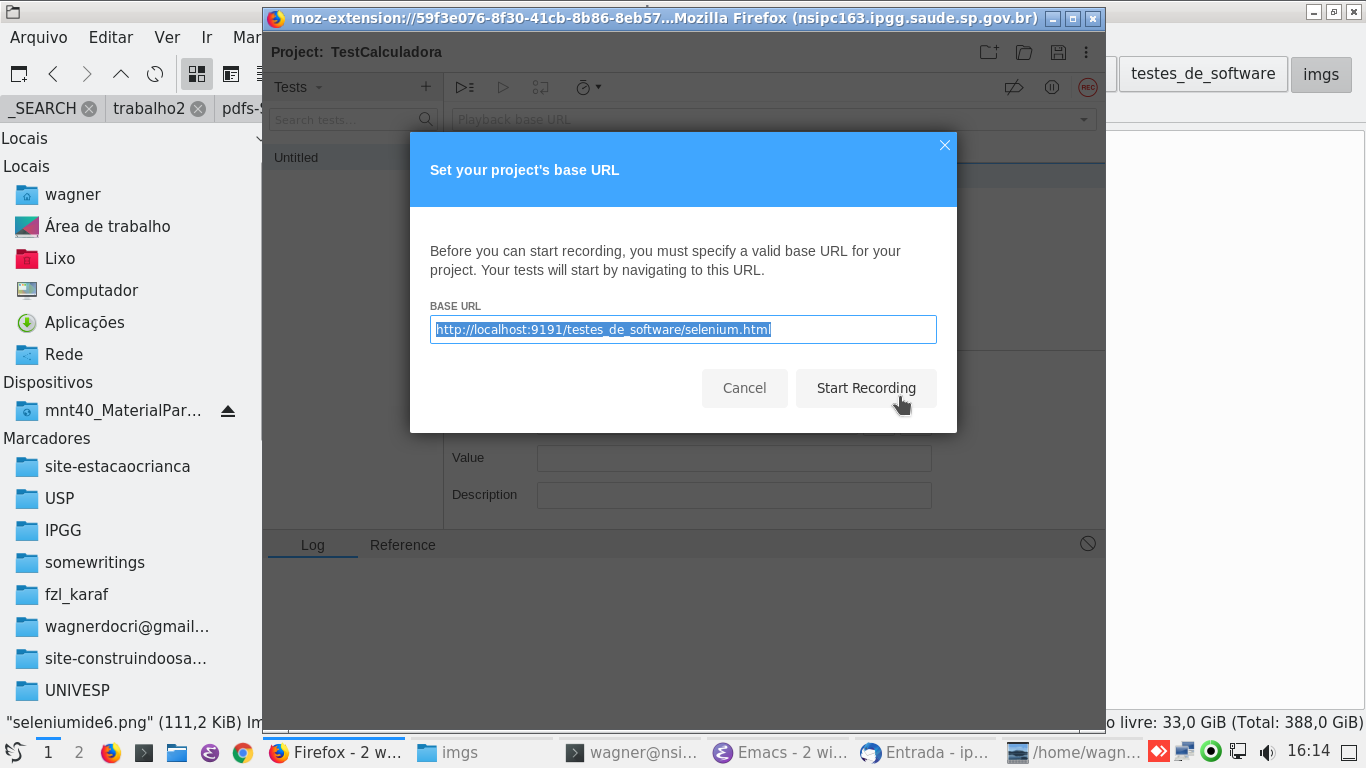 moz-extension://59f3e076-8f30-41cb-8b86-8eb57...Mozilla Firefox (nsipc163.ipgg.saude.sp.gov.br)
Arquivo Editar Ver Ir Mar
Project: TestCalculadora
testes_de_software imgs
Tests
REC
_SEARCH trabalho2 pdfs-S
Search tests...
Playback base URL
Untitled
Locais
Locais
wagner
Área de trabalho
Lixo
Computador
Aplicações
Rede
Dispositivos
mnt40_MaterialPar...
Marcadores
site-estacaocrianca
USP
IPGG
somewritings
fzl_karaf
wagnerdocri@gmail...
site-construindoosa...
UNIVESP
Set your project's base URL
Before you can start recording, you must specify a valid base URL for your
project. Your tests will start by navigating to this URL.
BASE URL
http://localhost:9191/testes_de_software/selenium.html
Cancel Start Recording
Value
Description
Log Reference
"seleniumide6.png" (111,2 KiB) Im
o livre: 33,0 GiB (Total: 388,0 GiB)
1 2 Firefox - 2 w... imgs wagner@nsi... Emacs - 2 wi... Entrada - ip... /home/wagn... 16:14